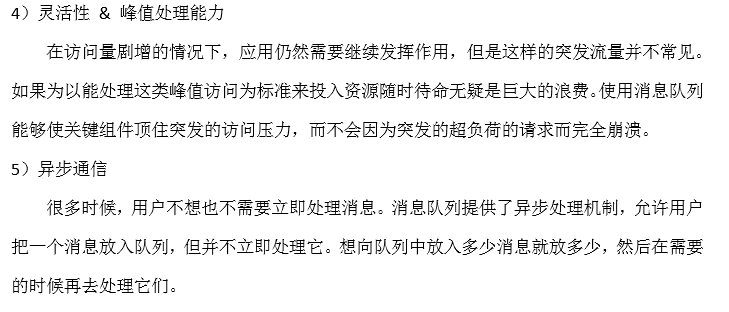 4）灵活性 & 峰值处理能力
在访问量剧增的情况下，应用仍然需要继续发挥作用，但是这样的突发流量并不常见。
如果为以能处理这类峰值访问为标准来投入资源随时待命无疑是巨大的浪费。使用消息队列
能够使关键组件顶住突发的访问压力，而不会因为突发的超负荷的请求而完全崩溃。
5）异步通信
很多时候，用户不想也不需要立即处理消息。消息队列提供了异步处理机制，允许用户
把一个消息放入队列，但并不立即处理它。想向队列中放入多少消息就放多少，然后在需要
的时候再去处理它们。